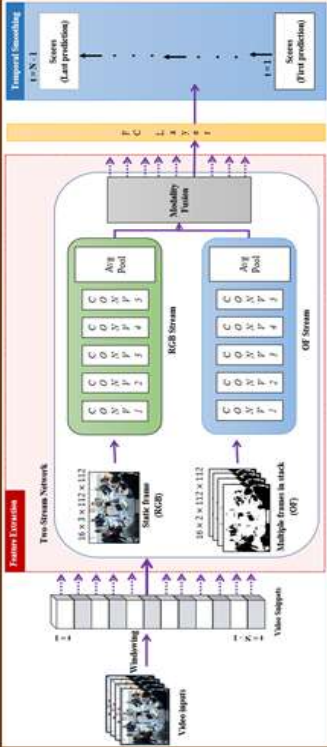 Feature Extraction
Two-Stream Network
Video inputs
Windowing
t = 1
t = N - 1
Video Snippets
16 × 3 × 112 × 112
Static frame
(RGB)
16 × 2 × 112 × 112
Multiple frames in stack
(OF)
C O N V 1
C O N V 2
C O N V 3
C O N V 4
C O N V 5
Avg
Pool
RGB Stream
C O N V 1
C O N V 2
C O N V 3
C O N V 4
C O N V 5
Avg
Pool
OF Stream
Modality
Fusion
F C L a y e r
Temporal Smoothing
t = N - 1
Scores
(Last prediction)
t = 1
Scores
(First prediction)